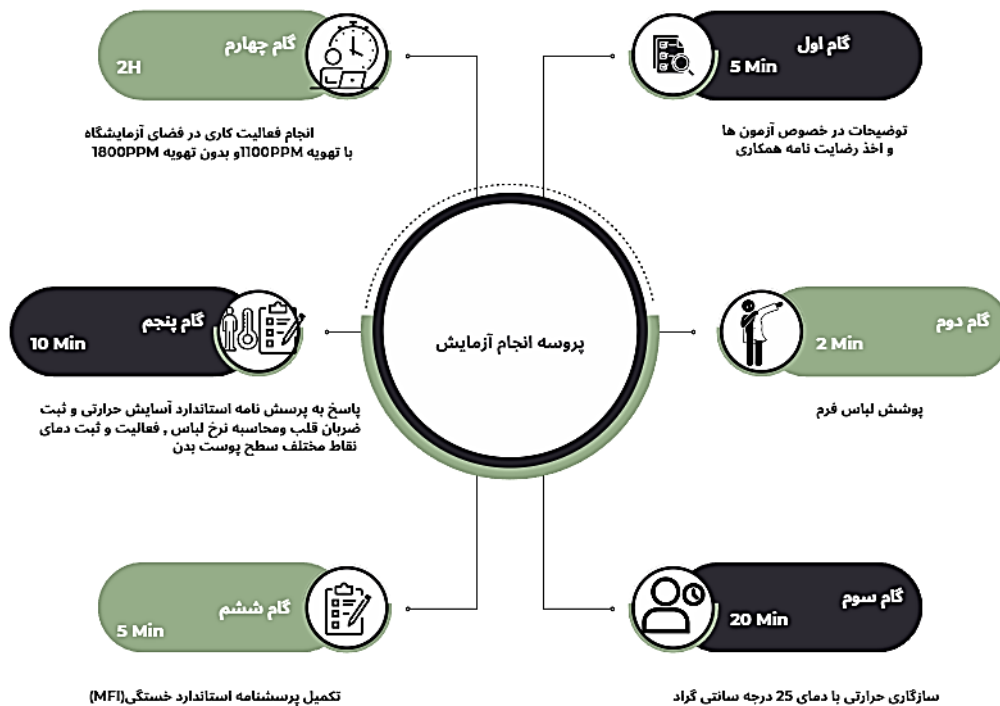 پروسه انجام آزمایش
گام اول
5 Min
توضیحات در خصوص آزمون ها
و اخذ رضایت نامه همکاری
گام دوم
2 Min
پوشش لباس فرم
گام سوم
20 Min
سازگاری حرارتی با دمای 25 درجه سانتی گراد
گام چهارم
2H
انجام فعالیت کاری در فضای آزمایشگاه
با تهویه 1100PPMو بدون تهویه 1800PPM
گام پنجم
10 Min
پاسخ به پرسش نامه استاندارد آسایش حرارتی و ثبت
ضربان قلب ومحاسبه نرخ لباس , فعالیت و ثبت دمای
نقاط مختلف سطح پوست بدن
گام ششم
5 Min
تکمیل پرسشنامه استاندارد خستگی(MFI)